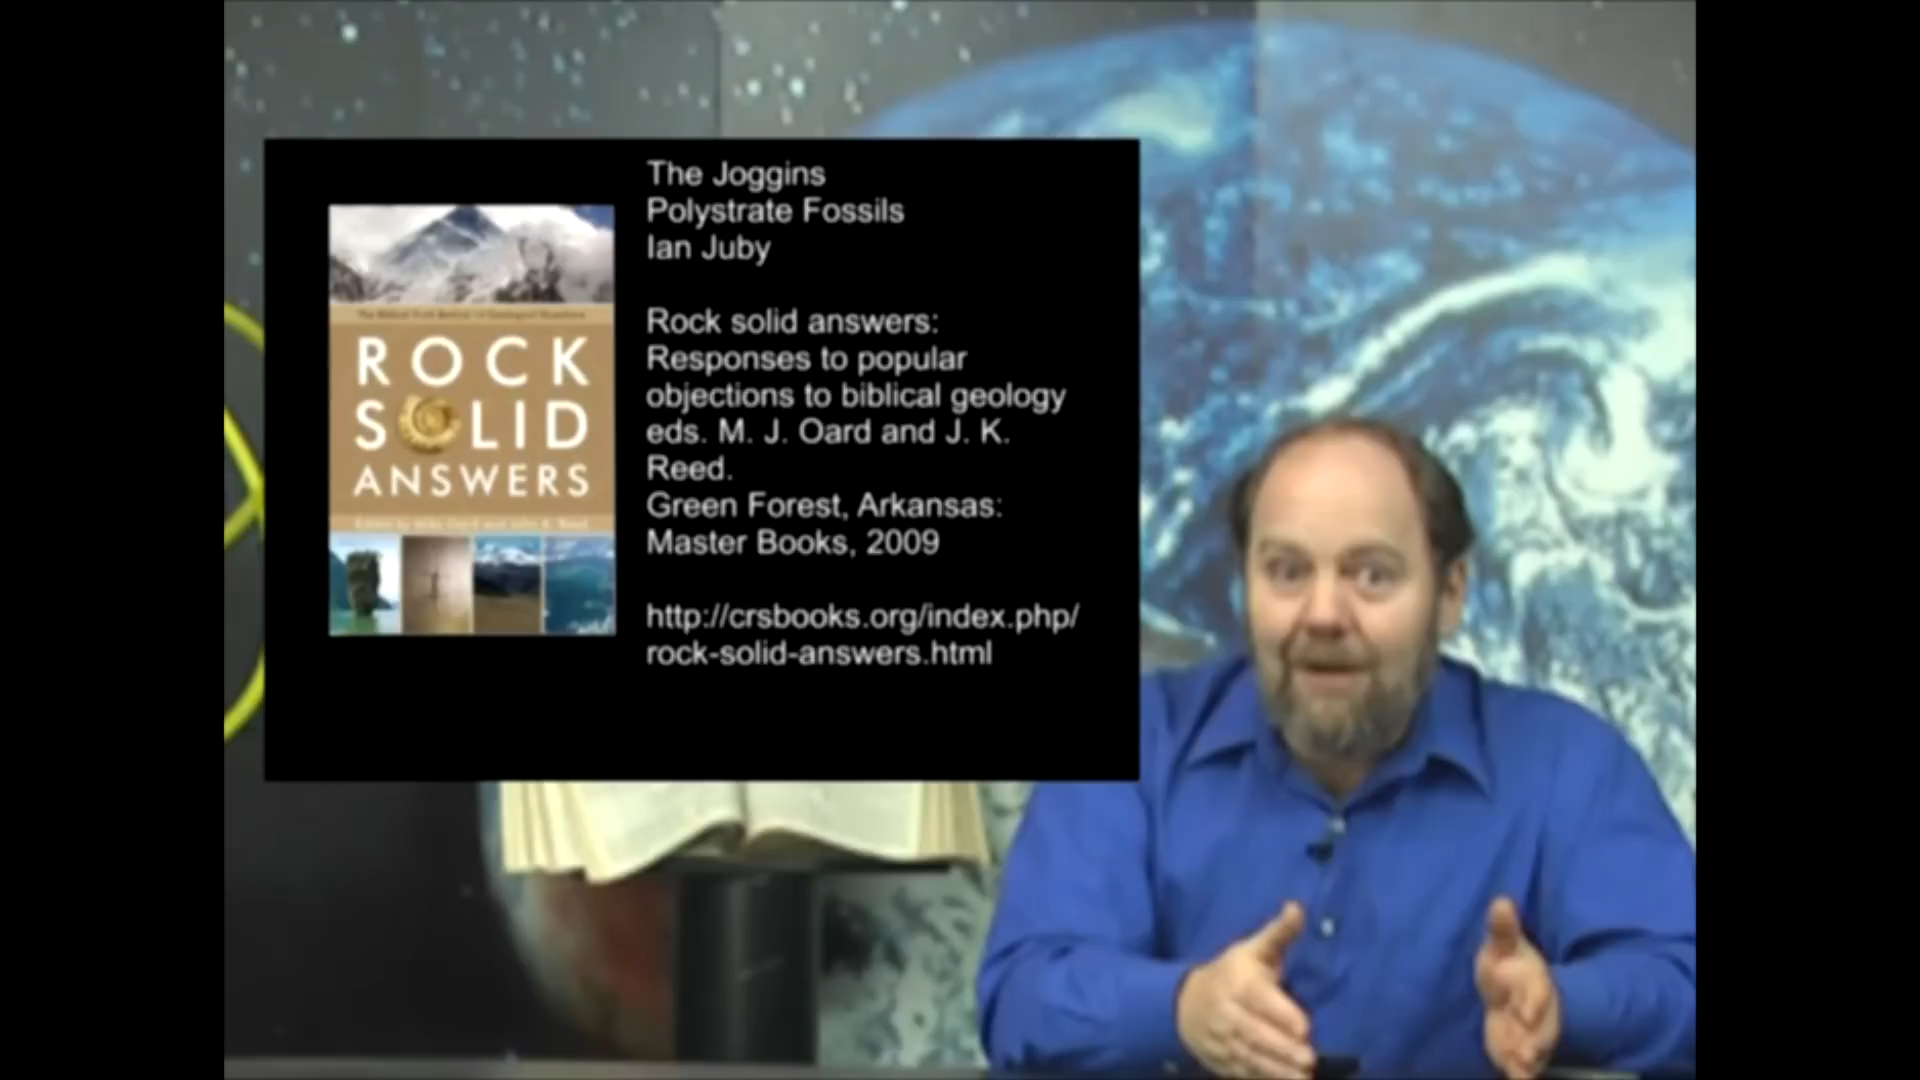 The Joggins
Polystrate Fossils
Ian Juby
Rock solid answers:
Responses to popular
objections to biblical geology
eds. M. J. Oard and J. K.
Reed.
Green Forest, Arkansas:
Master Books, 2009
http://crsbooks.org/index.php/
rock-solid-answers.html
ROCK
SOLID
ANSWERS